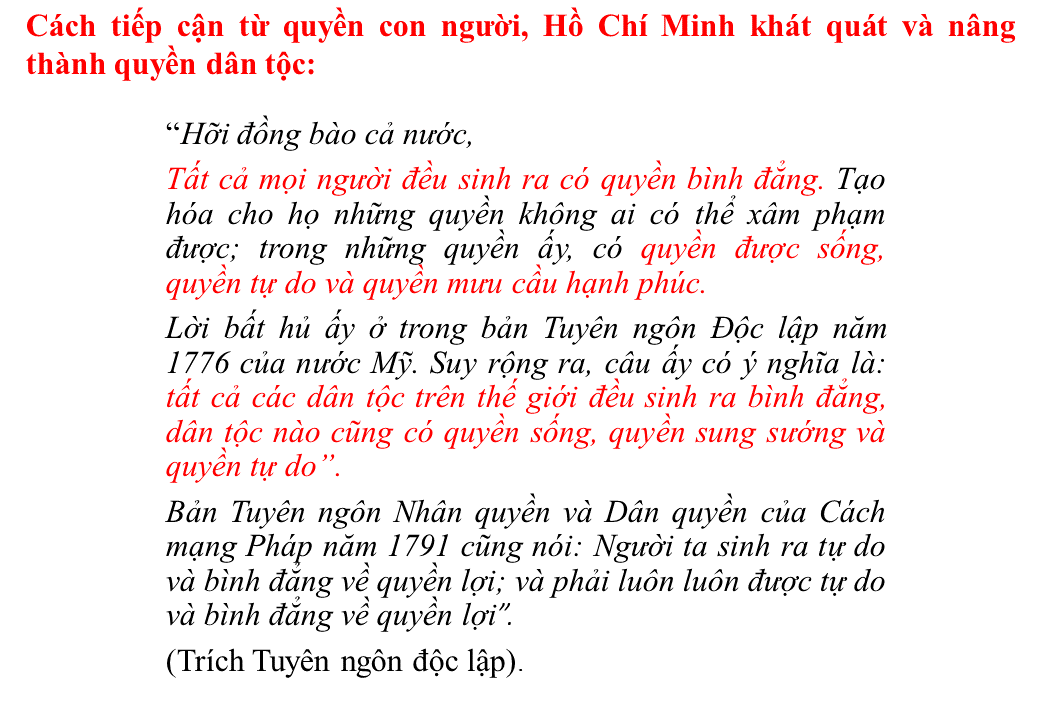 Cách tiếp cận từ quyền con người, Hồ Chí Minh khát quát và nâng
thành quyền dân tộc:
“Hỡi đồng bào cả nước,
Tất cả mọi người đều sinh ra có quyền bình đẳng. Tạo
hóa cho họ những quyền không ai có thể xâm phạm
được; trong những quyền ấy, có quyền được sống,
quyền tự do và quyền mưu cầu hạnh phúc.
Lời bất hủ ấy ở trong bản Tuyên ngôn Độc lập năm
1776 của nước Mỹ. Suy rộng ra, câu ấy có ý nghĩa là:
tất cả các dân tộc trên thế giới đều sinh ra bình đẳng,
dân tộc nào cũng có quyền sống, quyền sung sướng và
quyền tự do”.
Bản Tuyên ngôn Nhân quyền và Dân quyền của Cách
mạng Pháp năm 1791 cũng nói: Người ta sinh ra tự do
và bình đẳng về quyền lợi; và phải luôn luôn được tự do
và bình đẳng về quyền lợi”.
(Trích Tuyên ngôn độc lập).